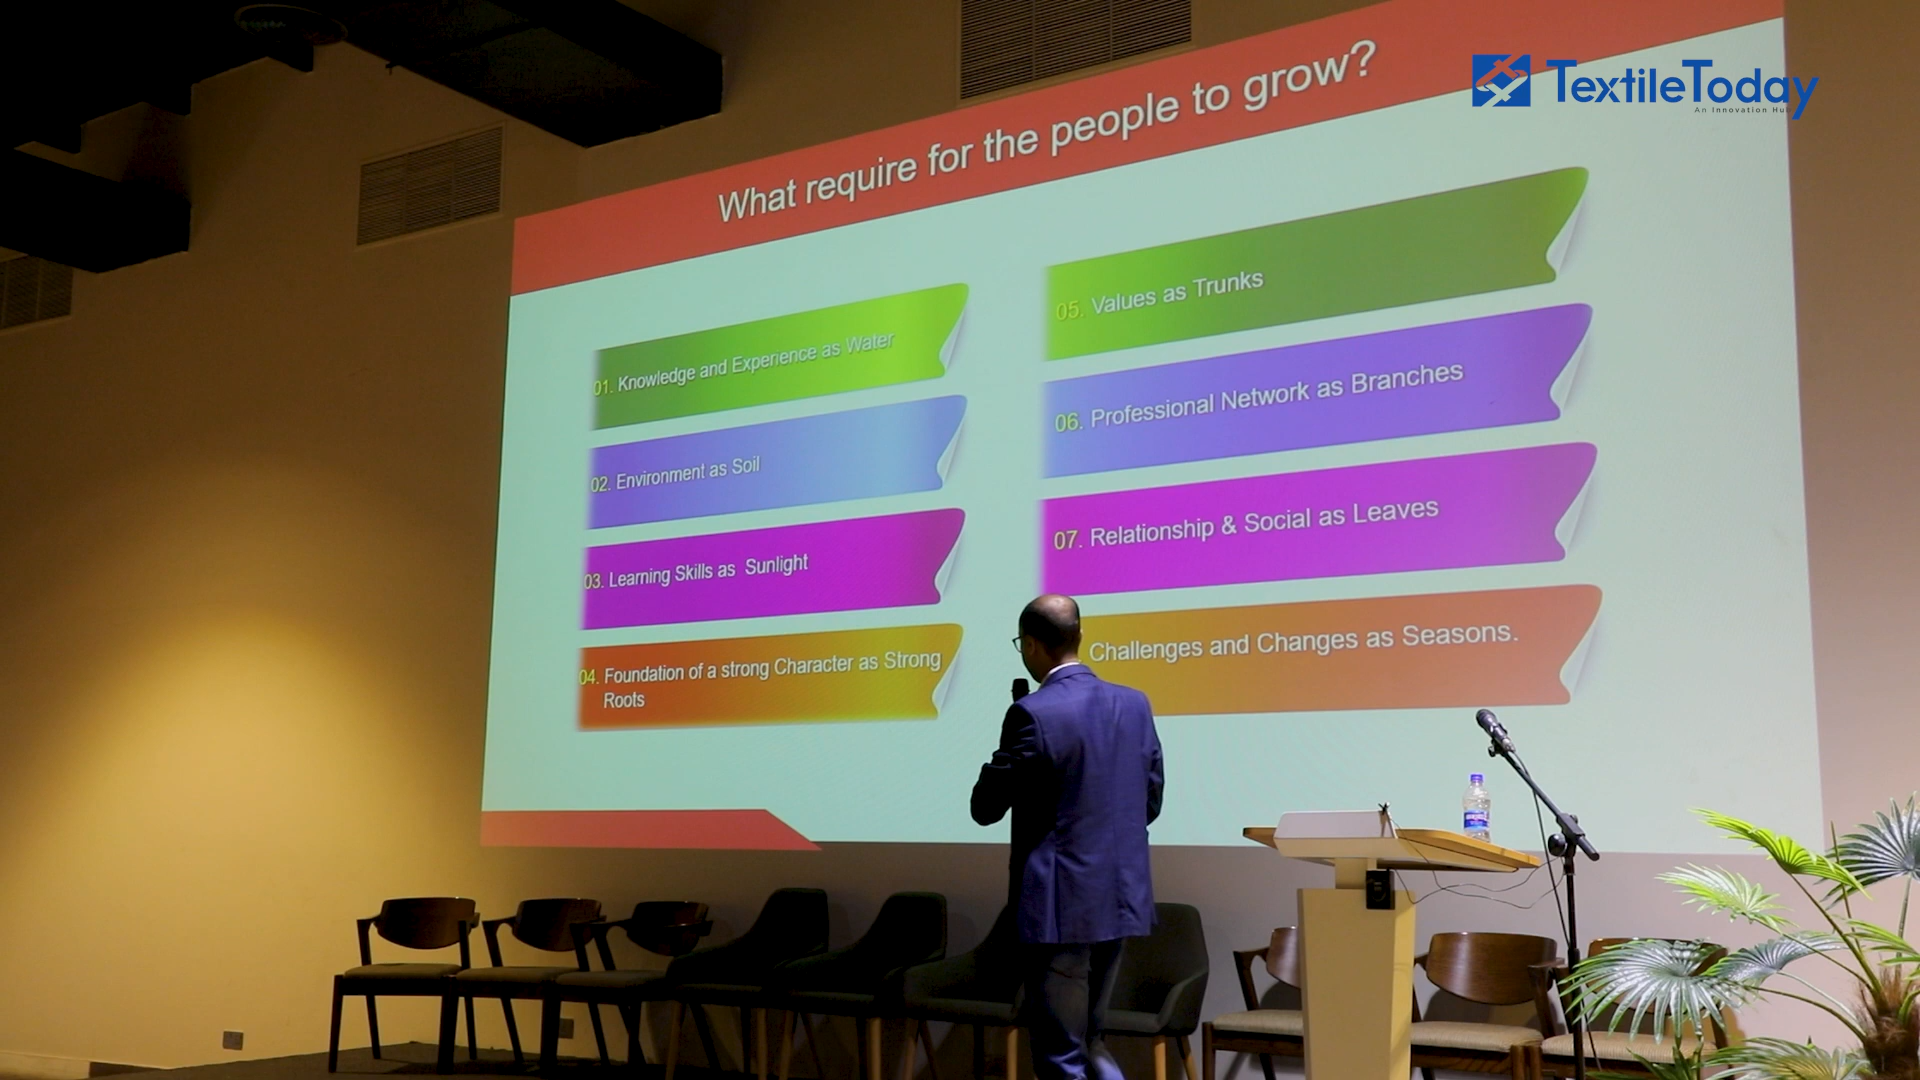 TextileToday
An Innovation Hub
What require for the people to grow?
01. Knowledge and Experience as Water
02. Environment as Soil
03. Learning Skills as Sunlight
04. Foundation of a strong Character as Strong
Roots
05. Values as Trunks
06. Professional Network as Branches
07. Relationship & Social as Leaves
Challenges and Changes as Seasons.